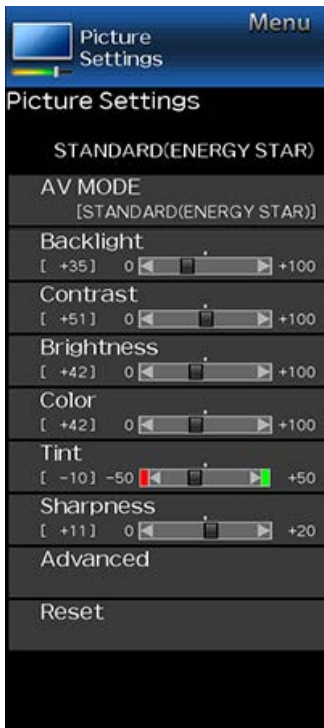 Menu
Picture
Settings
Picture Settings
STANDARD(ENERGY STAR)
AV MODE
[STANDARD(ENERGY STAR)]
Backlight
[ +35] 0 +100
Contrast
[ +51] 0 +100
Brightness
[ +42] 0 +100
Color
[ +42] 0 +100
Tint
[ −10] −50 +50
Sharpness
[ +11] 0 +20
Advanced
Reset